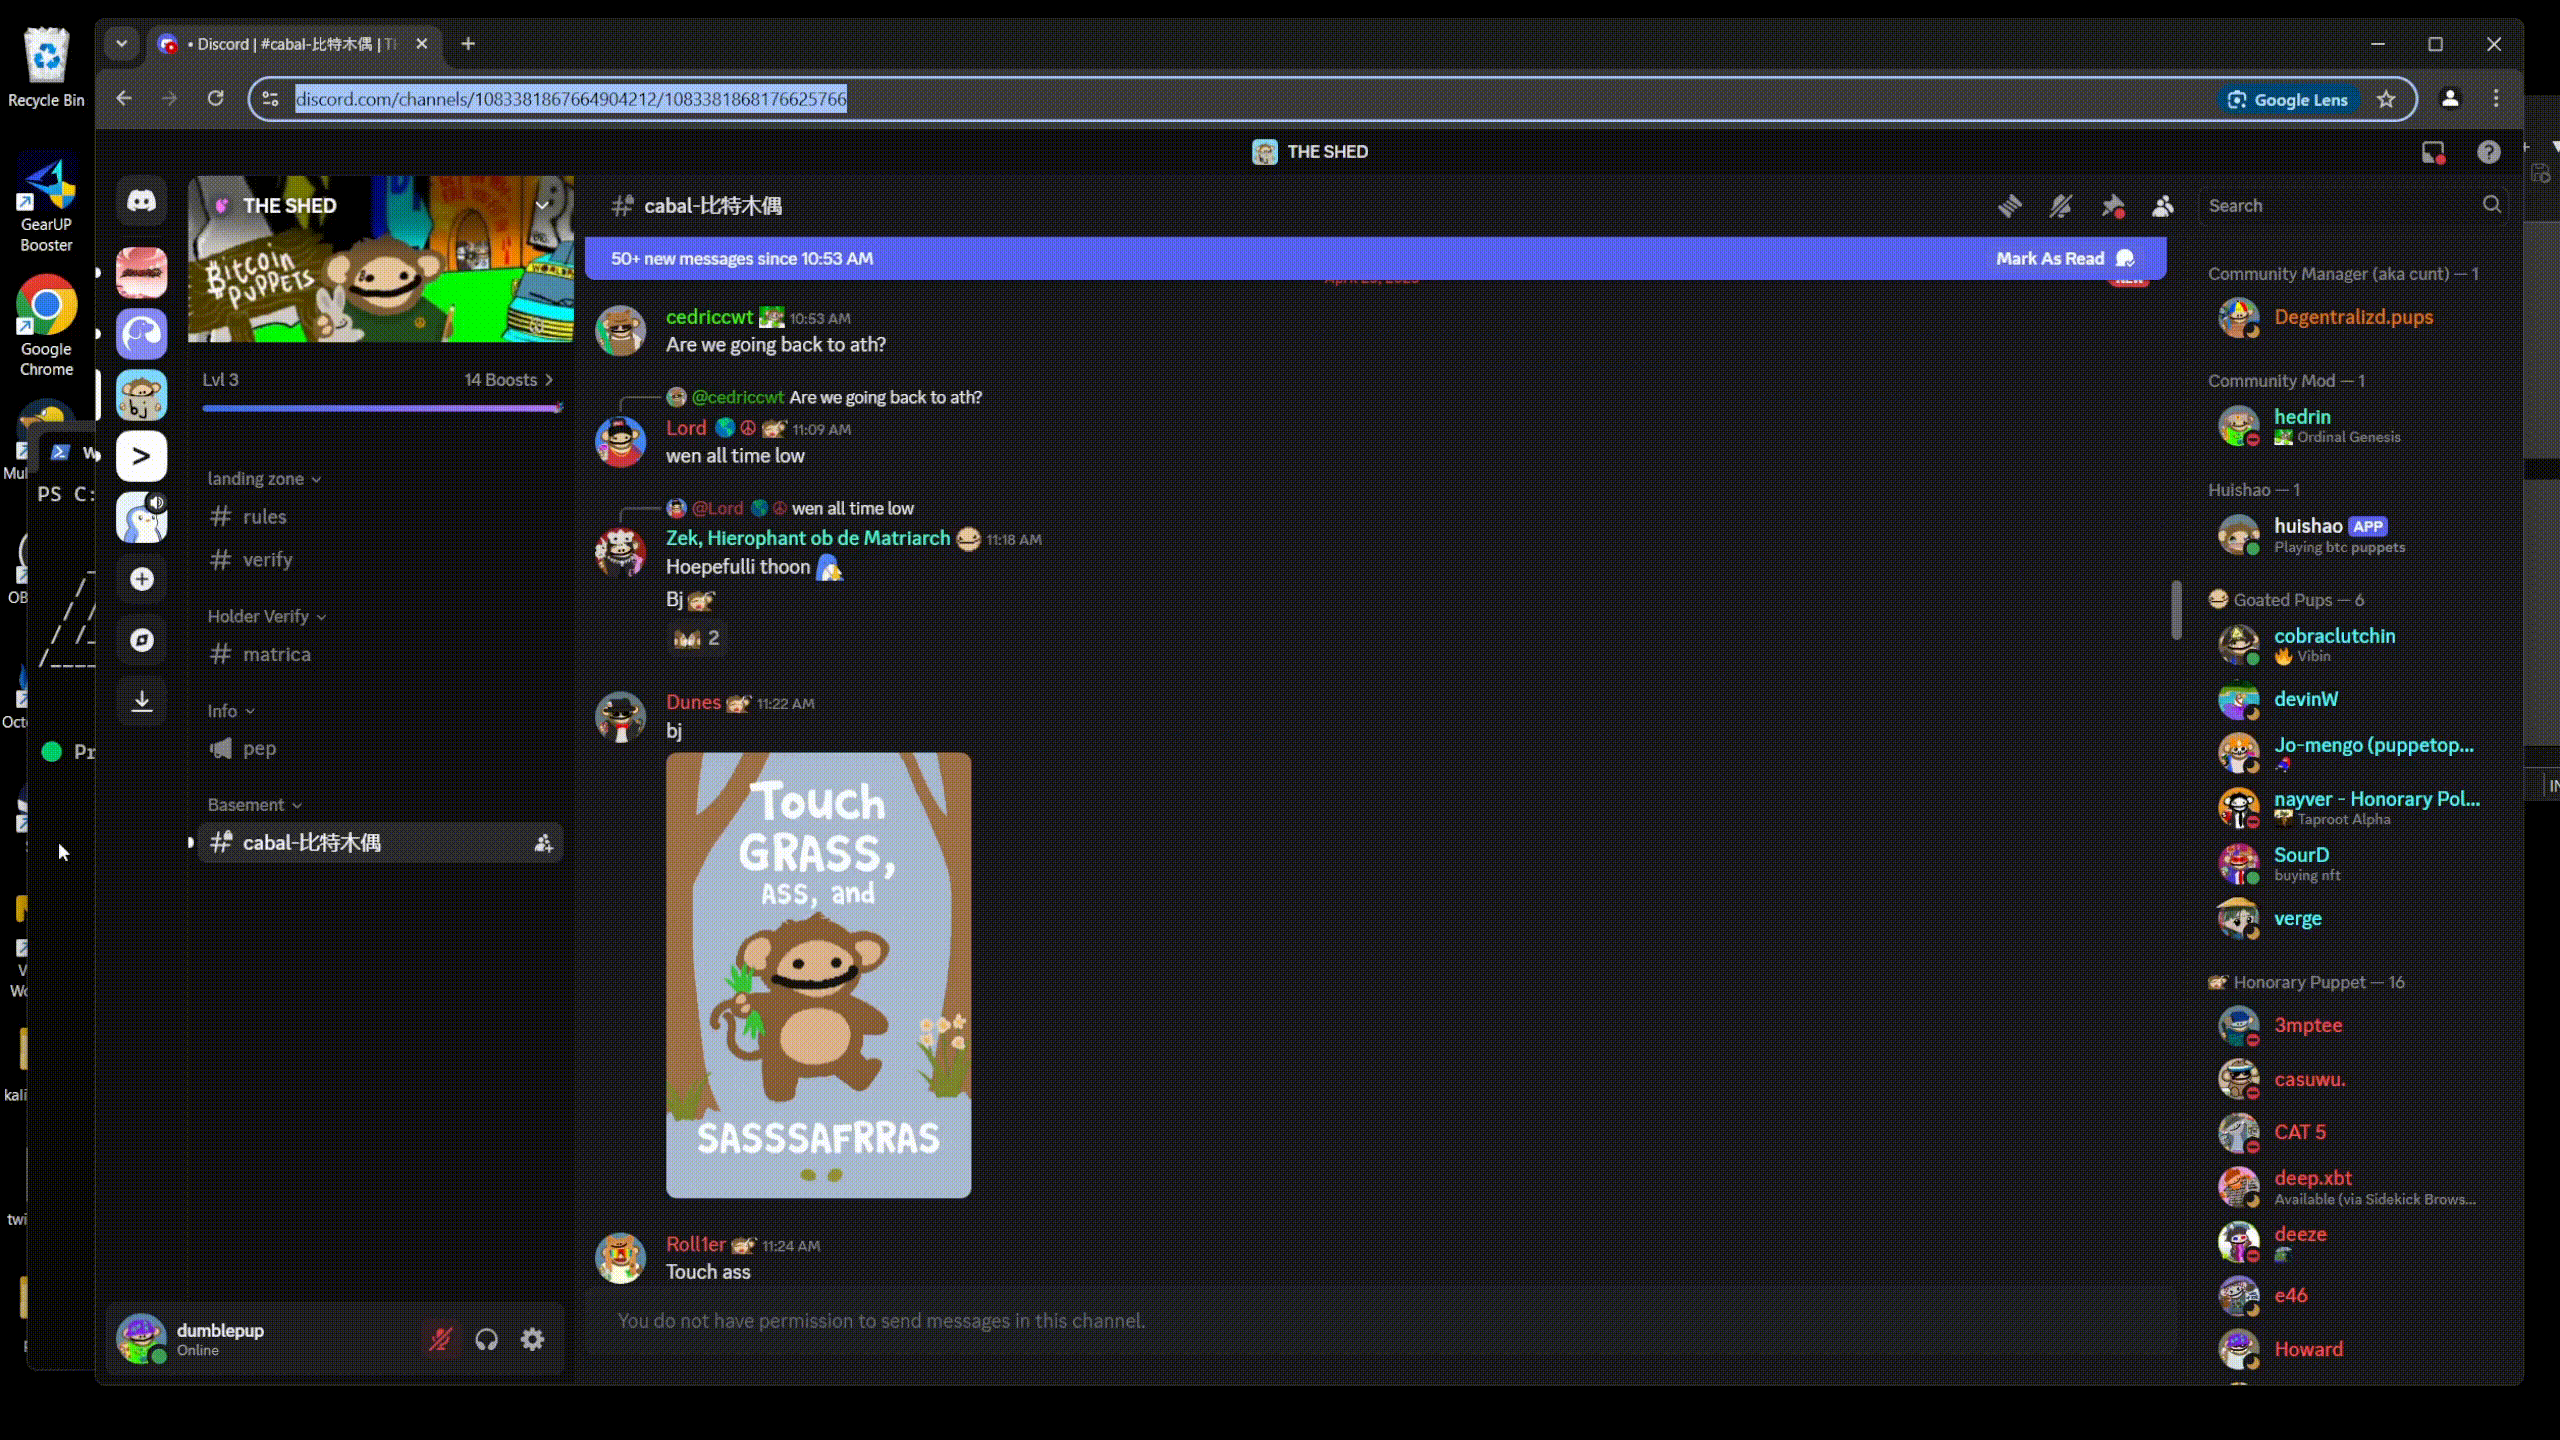 • Discord | #cabal-比特木偶 |
discord.com/channels/1083381867664904212/1083381868176625766
Google Lens
Recycle Bin
GearUP
Booster
Google
Chrome
PS C:
THE SHED
THE SHED
Bitcoin
PUPPETS
Lvl 3
14 Boosts
landing zone
rules
verify
Holder Verify
matrica
Info
pep
Basement
cabal-比特木偶
dumblepup
Online
cabal-比特木偶
50+ new messages since 10:53 AM
Mark As Read
cedriccwt 10:53 AM
Are we going back to ath?
@cedriccwt Are we going back to ath?
Lord 11:09 AM
wen all time low
@Lord wen all time low
Zek, Hierophant ob de Matriarch 11:18 AM
Hoepefulli thoon
Bj
2
Dunes 11:22 AM
bj
Touch
GRASS,
ASS, and
SASSSAFRRAS
Roll1er 11:24 AM
Touch ass
You do not have permission to send messages in this channel.
Search
Community Manager (aka cunt) — 1
Degentralizd.pups
Community Mod — 1
hedrin
Ordinal Genesis
Huishao — 1
huishao APP
Playing btc puppets
Goated Pups — 6
cobraclutchin
Vibin
devinW
Jo-mengo (puppetop...
nayver - Honorary Pol...
Taproot Alpha
SourD
buying nft
verge
Honorary Puppet — 16
3mptee
casuwu.
CAT 5
deep.xbt
Available (via Sidekick Brows...
deeze
e46
Howard